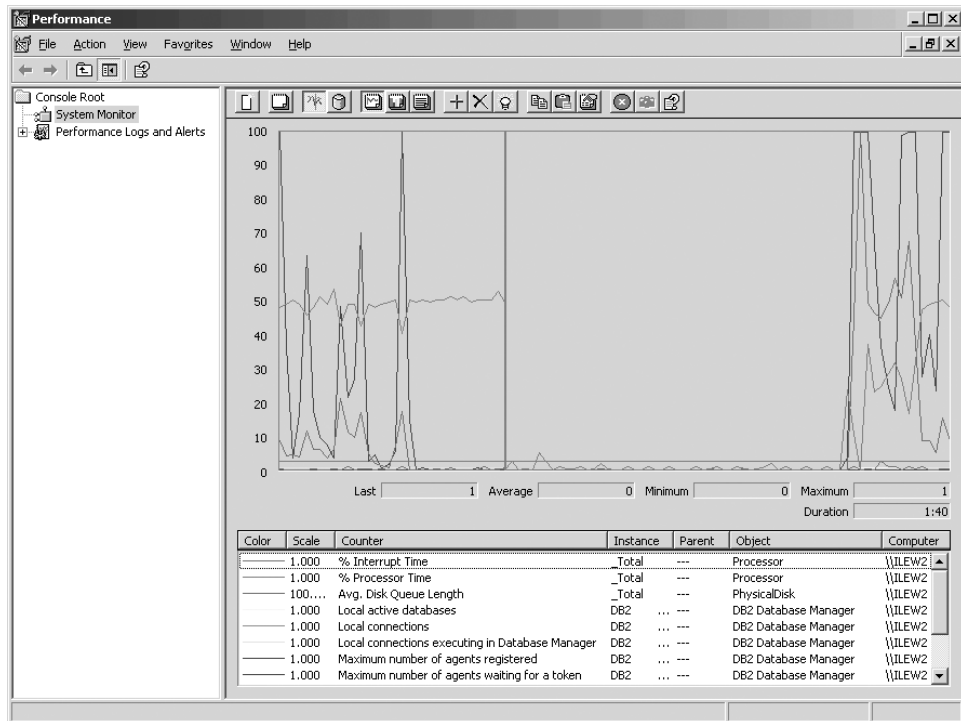 Performance
File Action View Favorites Window Help
Console Root
System Monitor
Performance Logs and Alerts
100
90
80
70
60
50
40
30
20
10
0
Last 1 Average 0 Minimum 0 Maximum 1
Duration 1:40
Color Scale Counter Instance Parent Object Computer
1.000 % Interrupt Time _Total --- Processor \\ILEW2
1.000 % Processor Time _Total --- Processor \\ILEW2
100.... Avg. Disk Queue Length _Total --- PhysicalDisk \\ILEW2
1.000 Local active databases DB2 ... --- DB2 Database Manager \\ILEW2
1.000 Local connections DB2 ... --- DB2 Database Manager \\ILEW2
1.000 Local connections executing in Database Manager DB2 ... --- DB2 Database Manager \\ILEW2
1.000 Maximum number of agents registered DB2 ... --- DB2 Database Manager \\ILEW2
1.000 Maximum number of agents waiting for a token DB2 ... --- DB2 Database Manager \\ILEW2